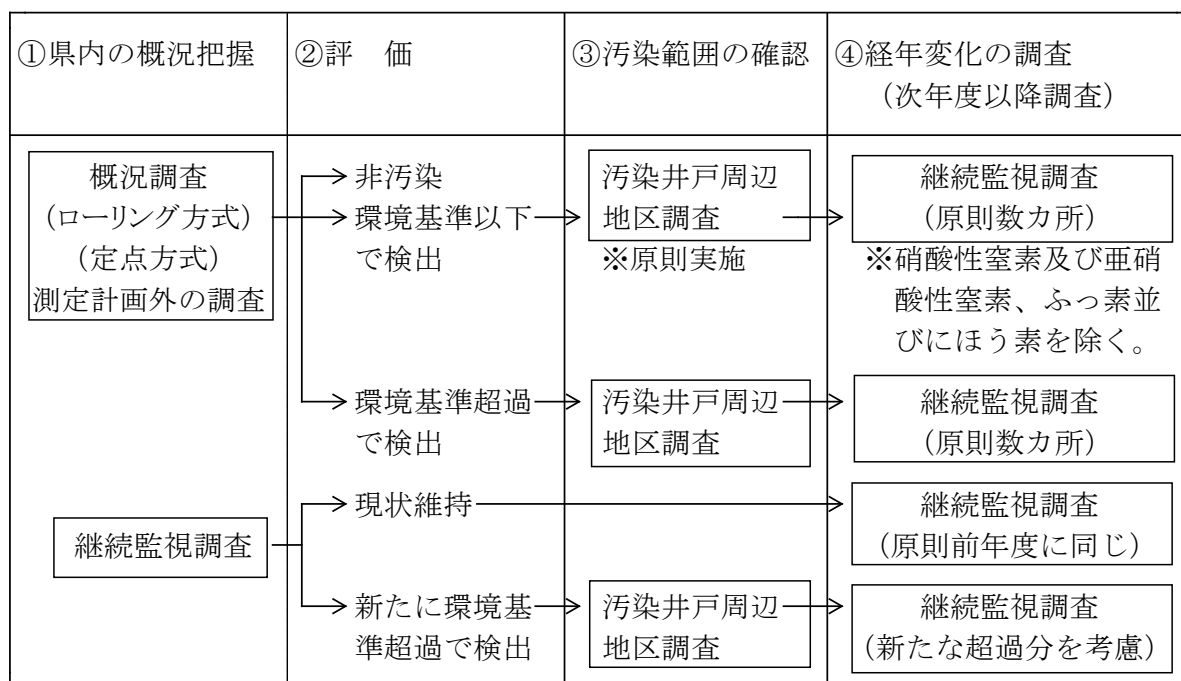 ①県内の概況把握
②評　価
③汚染範囲の確認
④経年変化の調査
（次年度以降調査）
概況調査
(ローリング方式)
(定点方式)
測定計画外の調査
非汚染
環境基準以下
で検出
汚染井戸周辺
地区調査
※原則実施
継続監視調査
（原則数カ所）
※硝酸性窒素及び亜硝
酸性窒素、ふっ素並
びにほう素を除く。
環境基準超過
で検出
汚染井戸周辺
地区調査
継続監視調査
（原則数カ所）
継続監視調査
現状維持
継続監視調査
（原則前年度に同じ）
新たに環境基
準超過で検出
汚染井戸周辺
地区調査
継続監視調査
（新たな超過分を考慮）